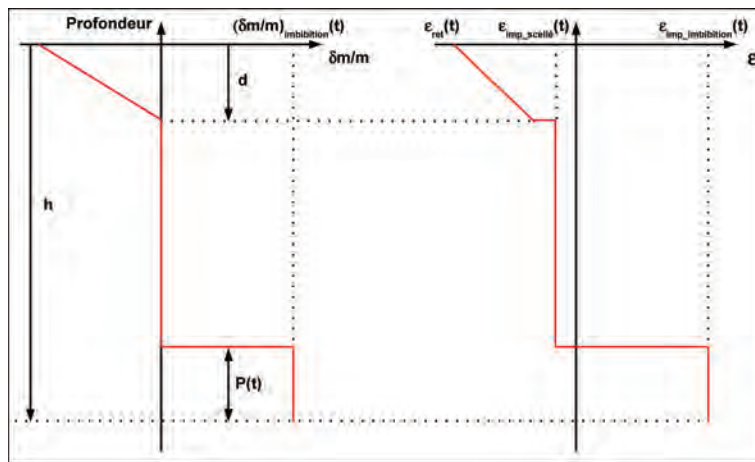 Profondeur
(δm/m)imbibition(t)
δm/m
εret(t)
εimp_scellé(t)
εimp_imbibition(t)
ε
d
h
P(t)